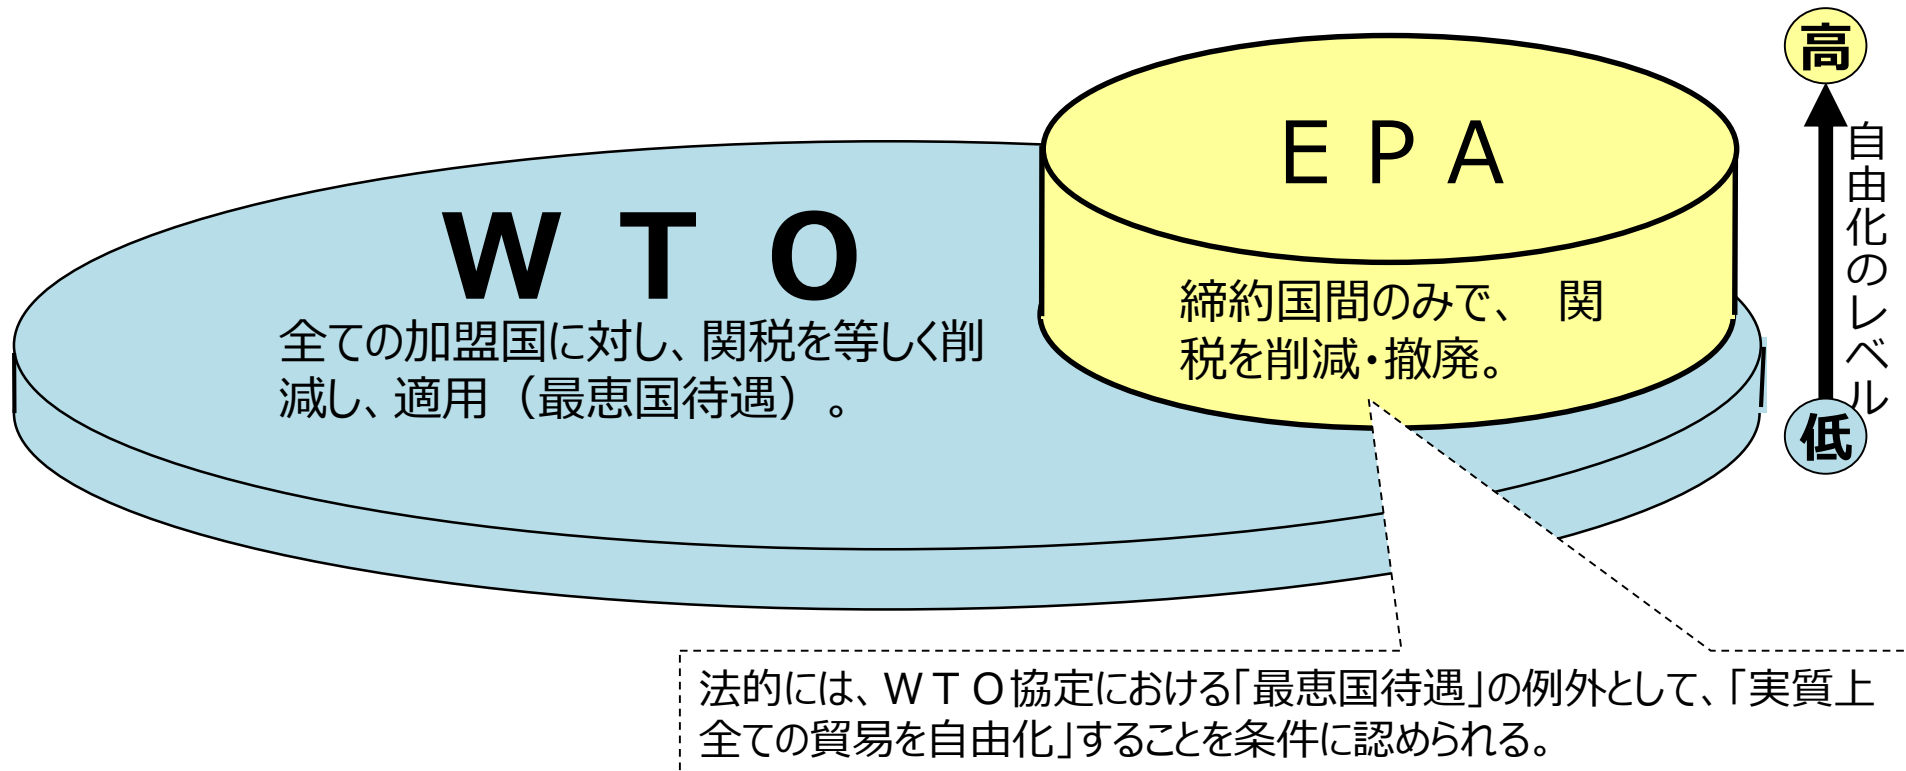 ＷＴＯ
全ての加盟国に対し、関税を等しく削
減し、適用（最恵国待遇）。
ＥＰＡ
締約国間のみで、　関
税を削減・撤廃。
高
自由化のレベル
低
法的には、ＷＴＯ協定における「最恵国待遇」の例外として、「実質上
全ての貿易を自由化」することを条件に認められる。